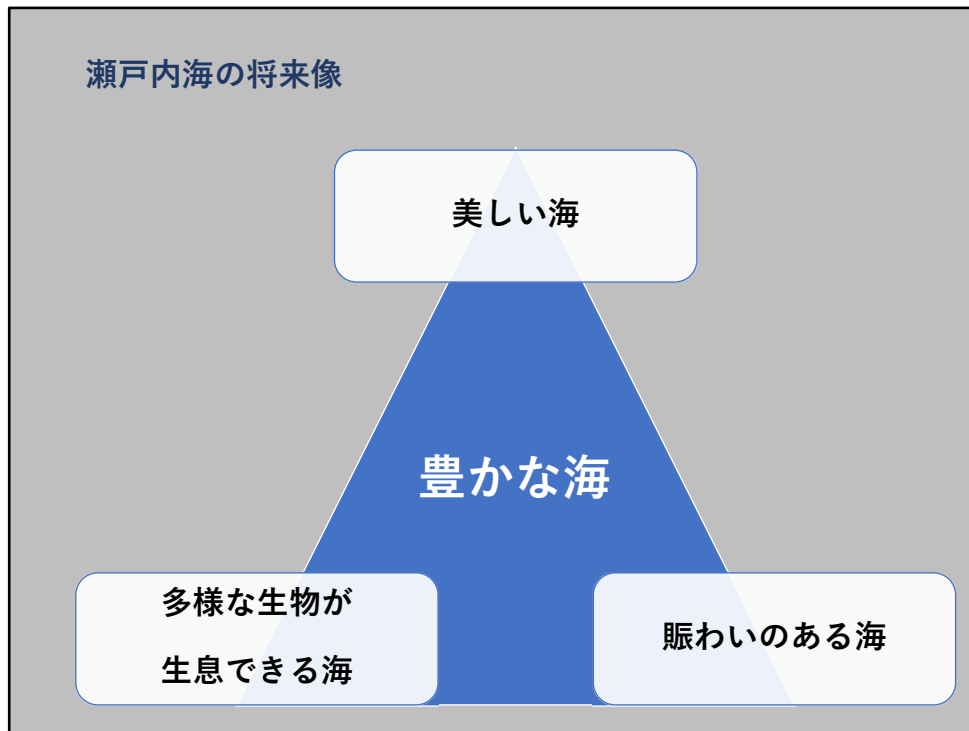 瀬戸内海の将来像
美しい海
豊かな海
多様な生物が
生息できる海
賑わいのある海